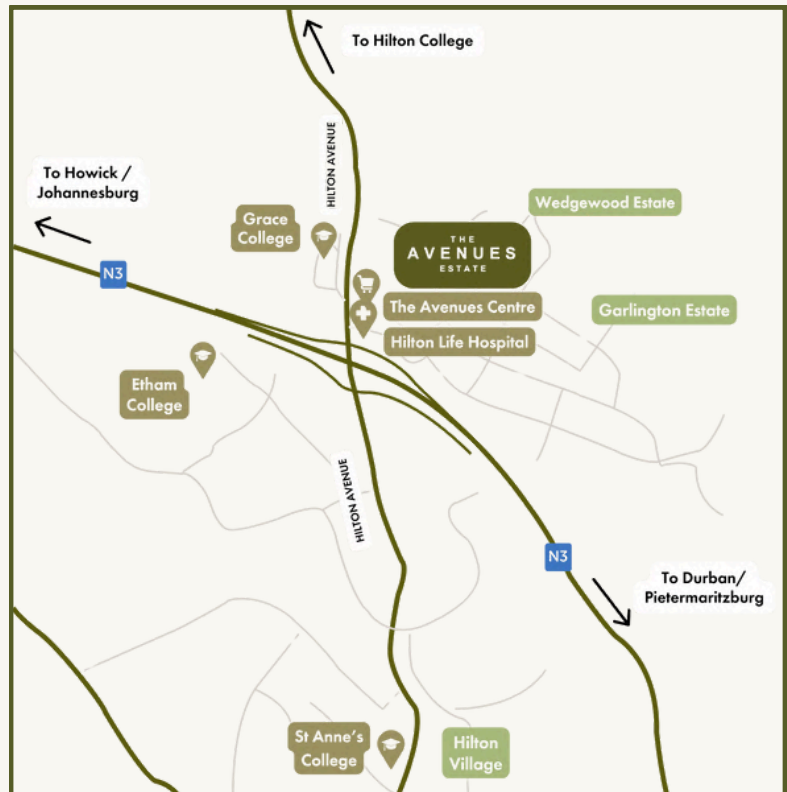 To Hilton College
HILTON AVENUE
To Howick /
Johannesburg
Wedgewood Estate
Grace
College
THE
AVENUES
ESTATE
N3
The Avenues Centre
Garlington Estate
Hilton Life Hospital
Etham
College
HILTON AVENUE
N3
To Durban/
Pietermaritzburg
St Anne's
College
Hilton
Village